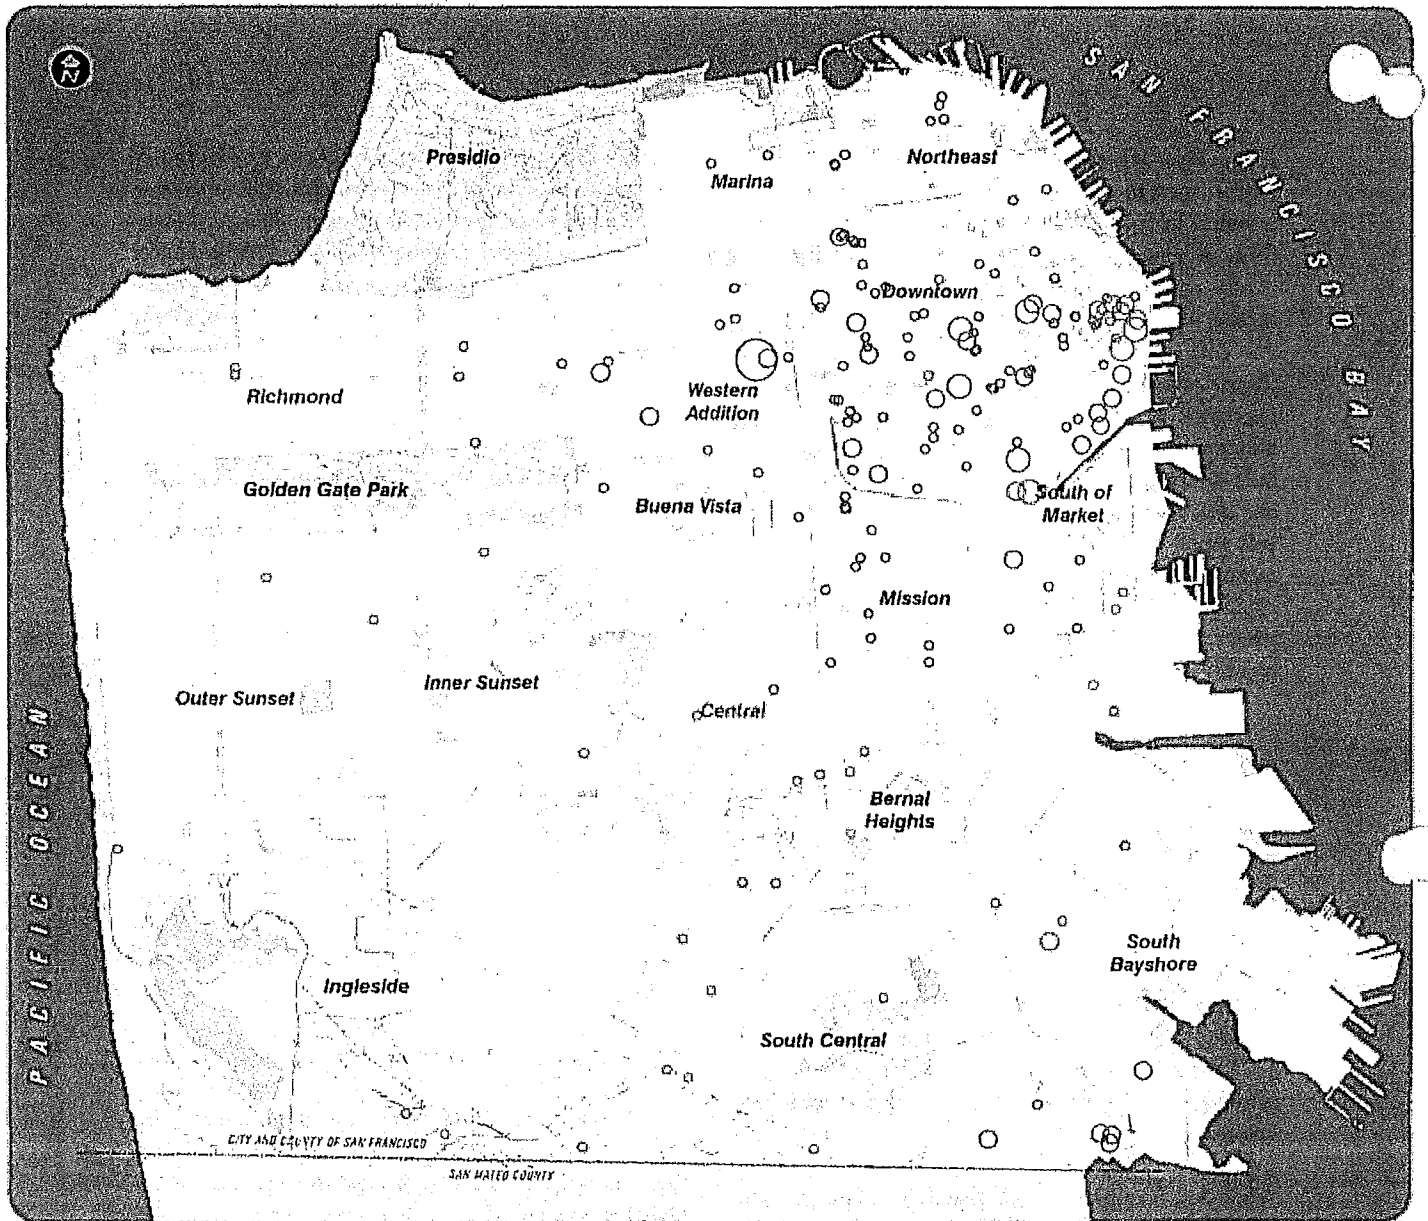 N
SAN FRANCISCO BAY
Presidio
Marina
Northeast
Downtown
Richmond
Western
Addition
Golden Gate Park
Buena Vista
South of
Market
Mission
Outer Sunset
Inner Sunset
Central
Bernal
Heights
PACIFIC OCEAN
Ingleside
South
Bayshore
South Central
CITY AND COUNTY OF SAN FRANCISCO
SAN MATEO COUNTY